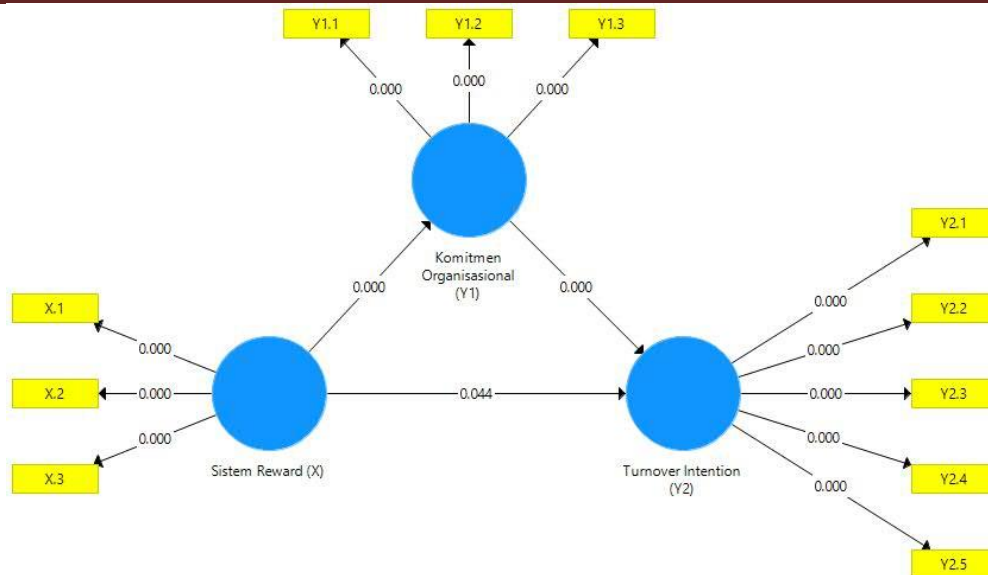 Y1.1
Y1.2
Y1.3
0.000
0.000
0.000
Komitmen
Organisasional
(Y1)
0.000
0.000
X.1
X.2
X.3
0.000
0.000
0.000
Sistem Reward (X)
0.044
Turnover Intention
(Y2)
0.000
0.000
0.000
0.000
0.000
Y2.1
Y2.2
Y2.3
Y2.4
Y2.5